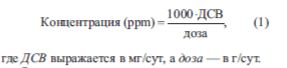 Концентрация (ppm) = 1000·ДСВ / доза, (1)
где ДСВ выражается в мг/сут, а доза — в г/сут.